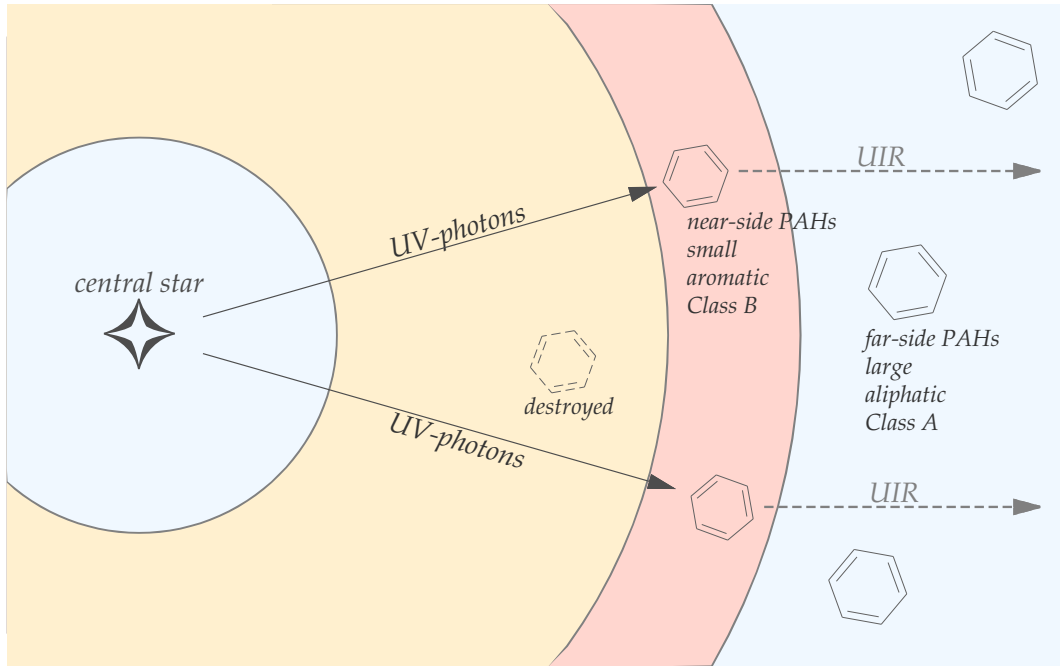 UIR
UV-photons
near-side PAHs
small
aromatic
Class B
central star
far-side PAHs
large
aliphatic
Class A
destroyed
UV-photons
UIR